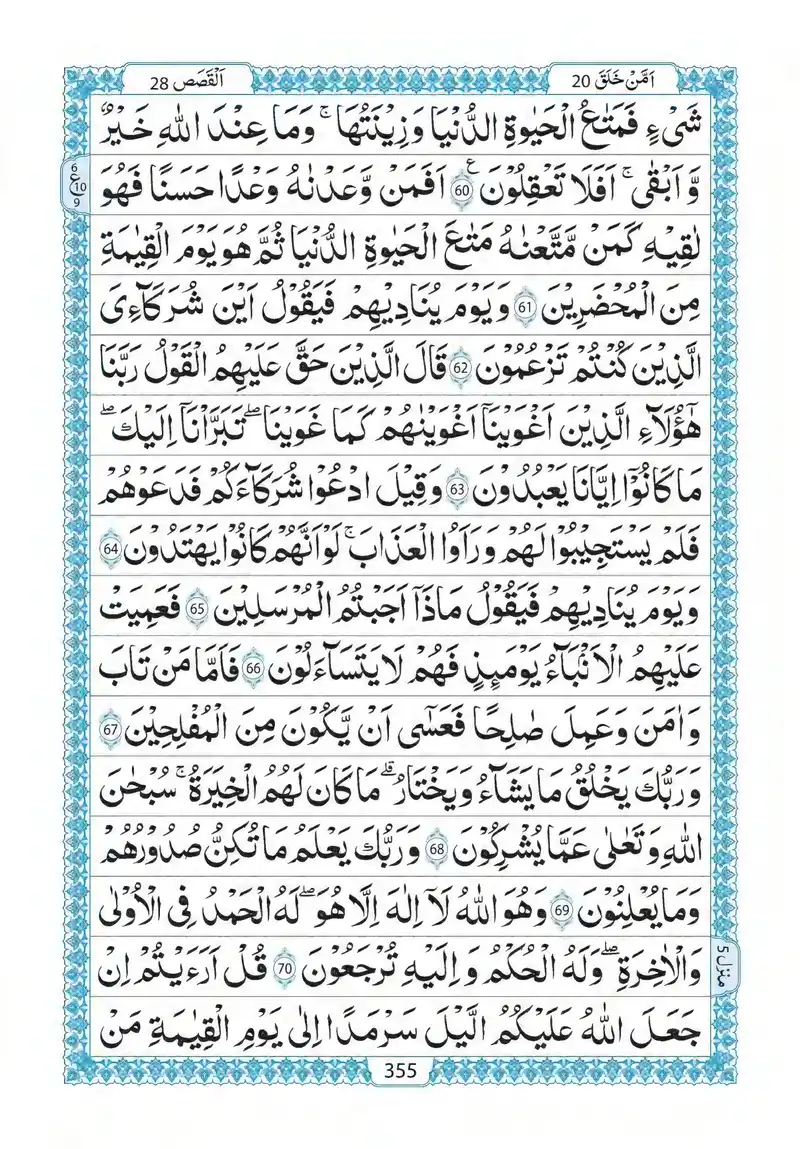 اَمَّنْ خَلَقَ 20
اَلْقَصَص 28
شَیْءٍ فَمَتَاعُ الْحَیٰوةِ الدُّنْیَا وَ زِیْنَتُهَا ۚ وَ مَا عِنْدَ اللّٰهِ خَیْرٌ
وَّ اَبْقٰى ؕ اَفَلَا تَعْقِلُوْنَ ۠ 60 اَفَمَنْ وَّعَدْنٰهُ وَعْدًا حَسَنًا فَهُوَ
6
ع
10
9
لَاقِیْهِ كَمَنْ مَّتَّعْنٰهُ مَتَاعَ الْحَیٰوةِ الدُّنْیَا ثُمَّ هُوَ یَوْمَ الْقِیٰمَةِ
مِنَ الْمُحْضَرِیْنَ 61 وَ یَوْمَ یُنَادِیْهِمْ فَیَقُوْلُ اَیْنَ شُرَكَآءِیَ
الَّذِیْنَ كُنْتُمْ تَزْعُمُوْنَ 62 قَالَ الَّذِیْنَ حَقَّ عَلَیْهِمُ الْقَوْلُ رَبَّنَا
هٰۤؤُلَآءِ الَّذِیْنَ اَغْوَیْنَا ۚ اَغْوَیْنٰهُمْ كَمَا غَوَیْنَا ۖ تَبَرَّاْنَاۤ اِلَیْكَ ۖ
مَا كَانُوْۤا اِیَّانَا یَعْبُدُوْنَ 63 وَ قِیْلَ ادْعُوْا شُرَكَآءَكُمْ فَدَعَوْهُمْ
فَلَمْ یَسْتَجِیْبُوْا لَهُمْ وَ رَاَوُا الْعَذَابَ ۚ لَوْ اَنَّهُمْ كَانُوْا یَهْتَدُوْنَ 64
وَ یَوْمَ یُنَادِیْهِمْ فَیَقُوْلُ مَا ذَاۤ اَجَبْتُمُ الْمُرْسَلِیْنَ 65 فَعَمِیَتْ
عَلَیْهِمُ الْاَنْۢبَآءُ یَوْمَىِٕذٍ فَهُمْ لَا یَتَسَآءَلُوْنَ 66 فَاَمَّا مَنْ تَابَ
وَ اٰمَنَ وَ عَمِلَ صَالِحًا فَعَسٰۤى اَنْ یَّكُوْنَ مِنَ الْمُفْلِحِیْنَ 67
وَ رَبُّكَ یَخْلُقُ مَا یَشَآءُ وَ یَخْتَارُ ؕ مَا كَانَ لَهُمُ الْخِیَرَةُ ؕ سُبْحٰنَ
اللّٰهِ وَ تَعٰلٰى عَمَّا یُشْرِكُوْنَ 68 وَ رَبُّكَ یَعْلَمُ مَا تُكِنُّ صُدُوْرُهُمْ
وَ مَا یُعْلِنُوْنَ 69 وَ هُوَ اللّٰهُ لَاۤ اِلٰهَ اِلَّا هُوَ ؕ لَهُ الْحَمْدُ فِی الْاُوْلٰى
وَ الْاٰخِرَةِ ؗ وَ لَهُ الْحُكْمُ وَ اِلَیْهِ تُرْجَعُوْنَ 70 قُلْ اَرَءَیْتُمْ اِنْ
منزل 5
جَعَلَ اللّٰهُ عَلَیْكُمُ الَّیْلَ سَرْمَدًا اِلٰى یَوْمِ الْقِیٰمَةِ مَنْ
355